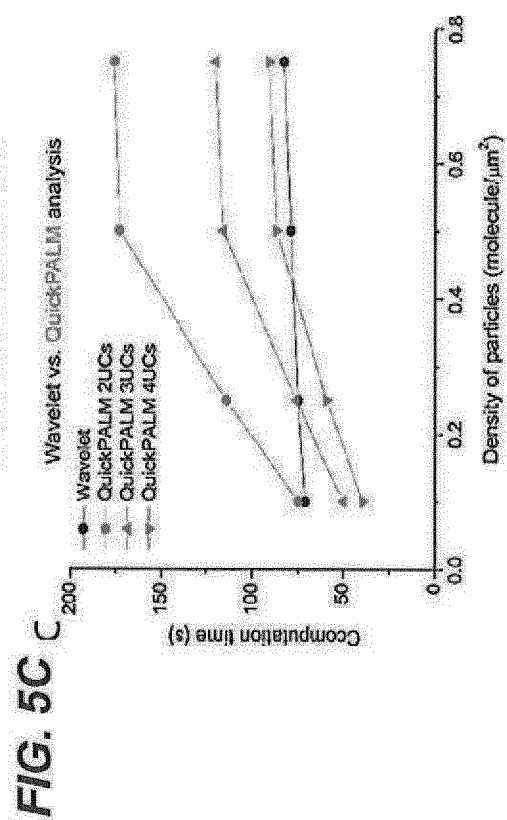 FIG. 5C
C
Wavelet vs. QuickPALM analysis
Wavelet
QuickPALM 2UCs
QuickPALM 3UCs
QuickPALM 4UCs
200
150
100
50
0
Ccomputation time (s)
0.0 0.2 0.4 0.6 0.8
Density of particles (molecule/µm²)